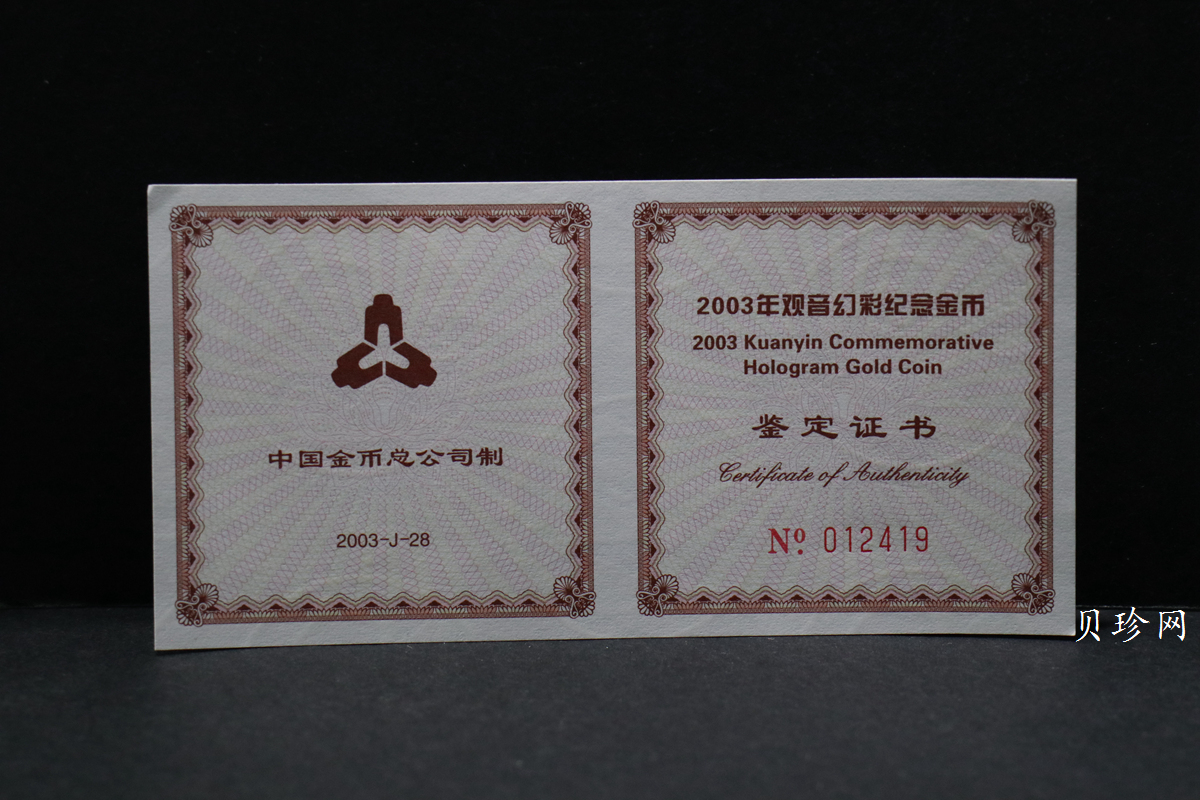 中国金币总公司制
2003-J-28
2003年观音幻彩纪念金币
2003 Kuanyin Commemorative
Hologram Gold Coin
鉴定证书
Certificate of Authenticity
Nº 012419
贝珍网